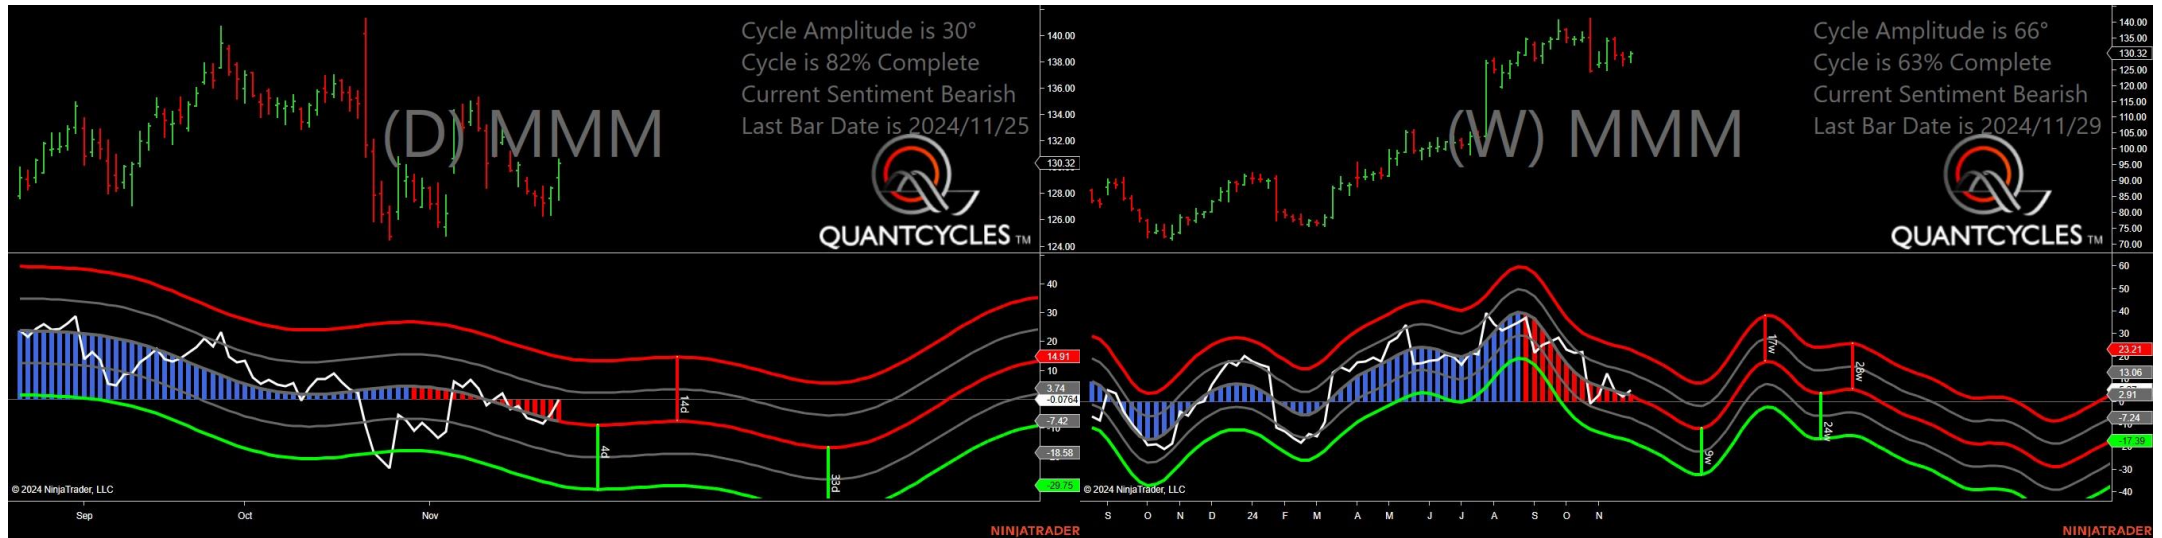 Cycle Amplitude is 30°
Cycle is 82% Complete
Current Sentiment Bearish
Last Bar Date is 2024/11/25
(D) MMM
QUANTCYCLES TM
140.00
138.00
136.00
134.00
132.00
130.32
128.00
126.00
124.00
40
30
20
14.91
10
3.74
-0.0764
-7.42
-18.58
-29.75
4d
14d
33d
© 2024 NinjaTrader, LLC
Sep Oct Nov
NINJATRADER
Cycle Amplitude is 66°
Cycle is 63% Complete
Current Sentiment Bearish
Last Bar Date is 2024/11/29
(W) MMM
QUANTCYCLES TM
140.00
135.00
130.32
125.00
120.00
115.00
110.00
105.00
100.00
95.00
90.00
85.00
80.00
75.00
70.00
60
50
40
30
23.21
13.06
2.91
-7.24
-17.39
-30
-40
9w
17w
24w
28w
© 2024 NinjaTrader, LLC
S O N D 24 F M A M J J A S O N
NINJATRADER